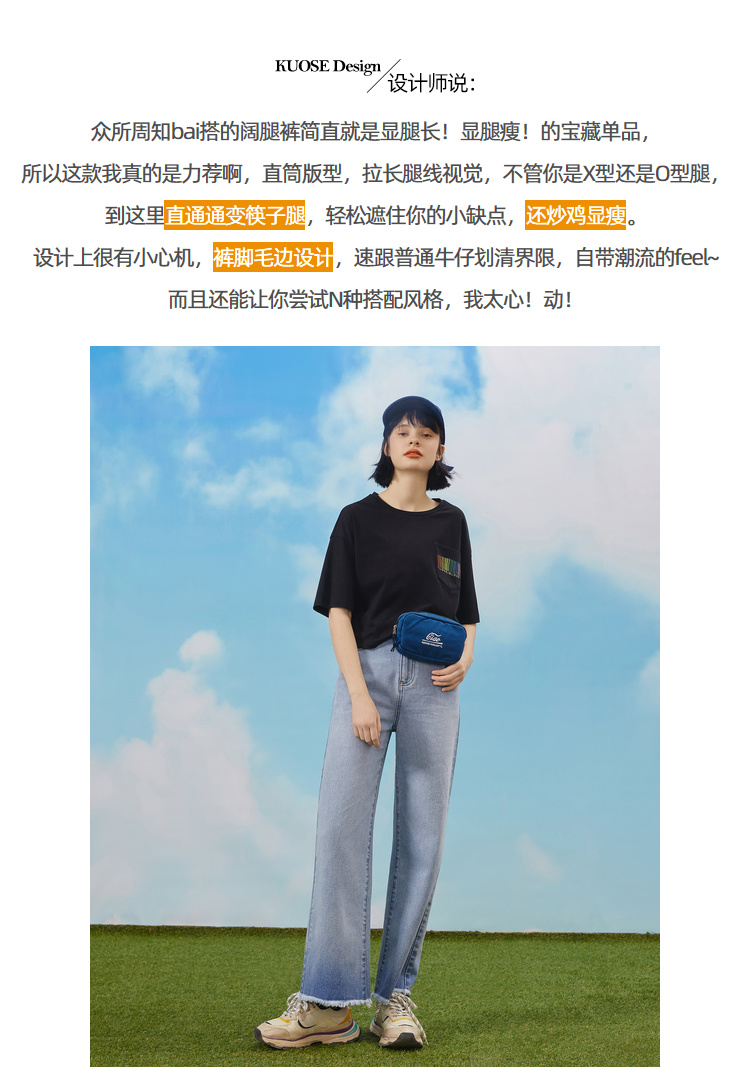 KUOSE Design
设计师说：
众所周知bai搭的阔腿裤简直就是显腿长！显腿瘦！的宝藏单品，
所以这款我真的是力荐啊，直筒版型，拉长腿线视觉，不管你是X型还是O型腿，
到这里直通通变筷子腿，轻松遮住你的小缺点，还炒鸡显瘦。
设计上很有小心机，裤脚毛边设计，速跟普通牛仔划清界限，自带潮流的feel~
而且还能让你尝试N种搭配风格，我太心！动！